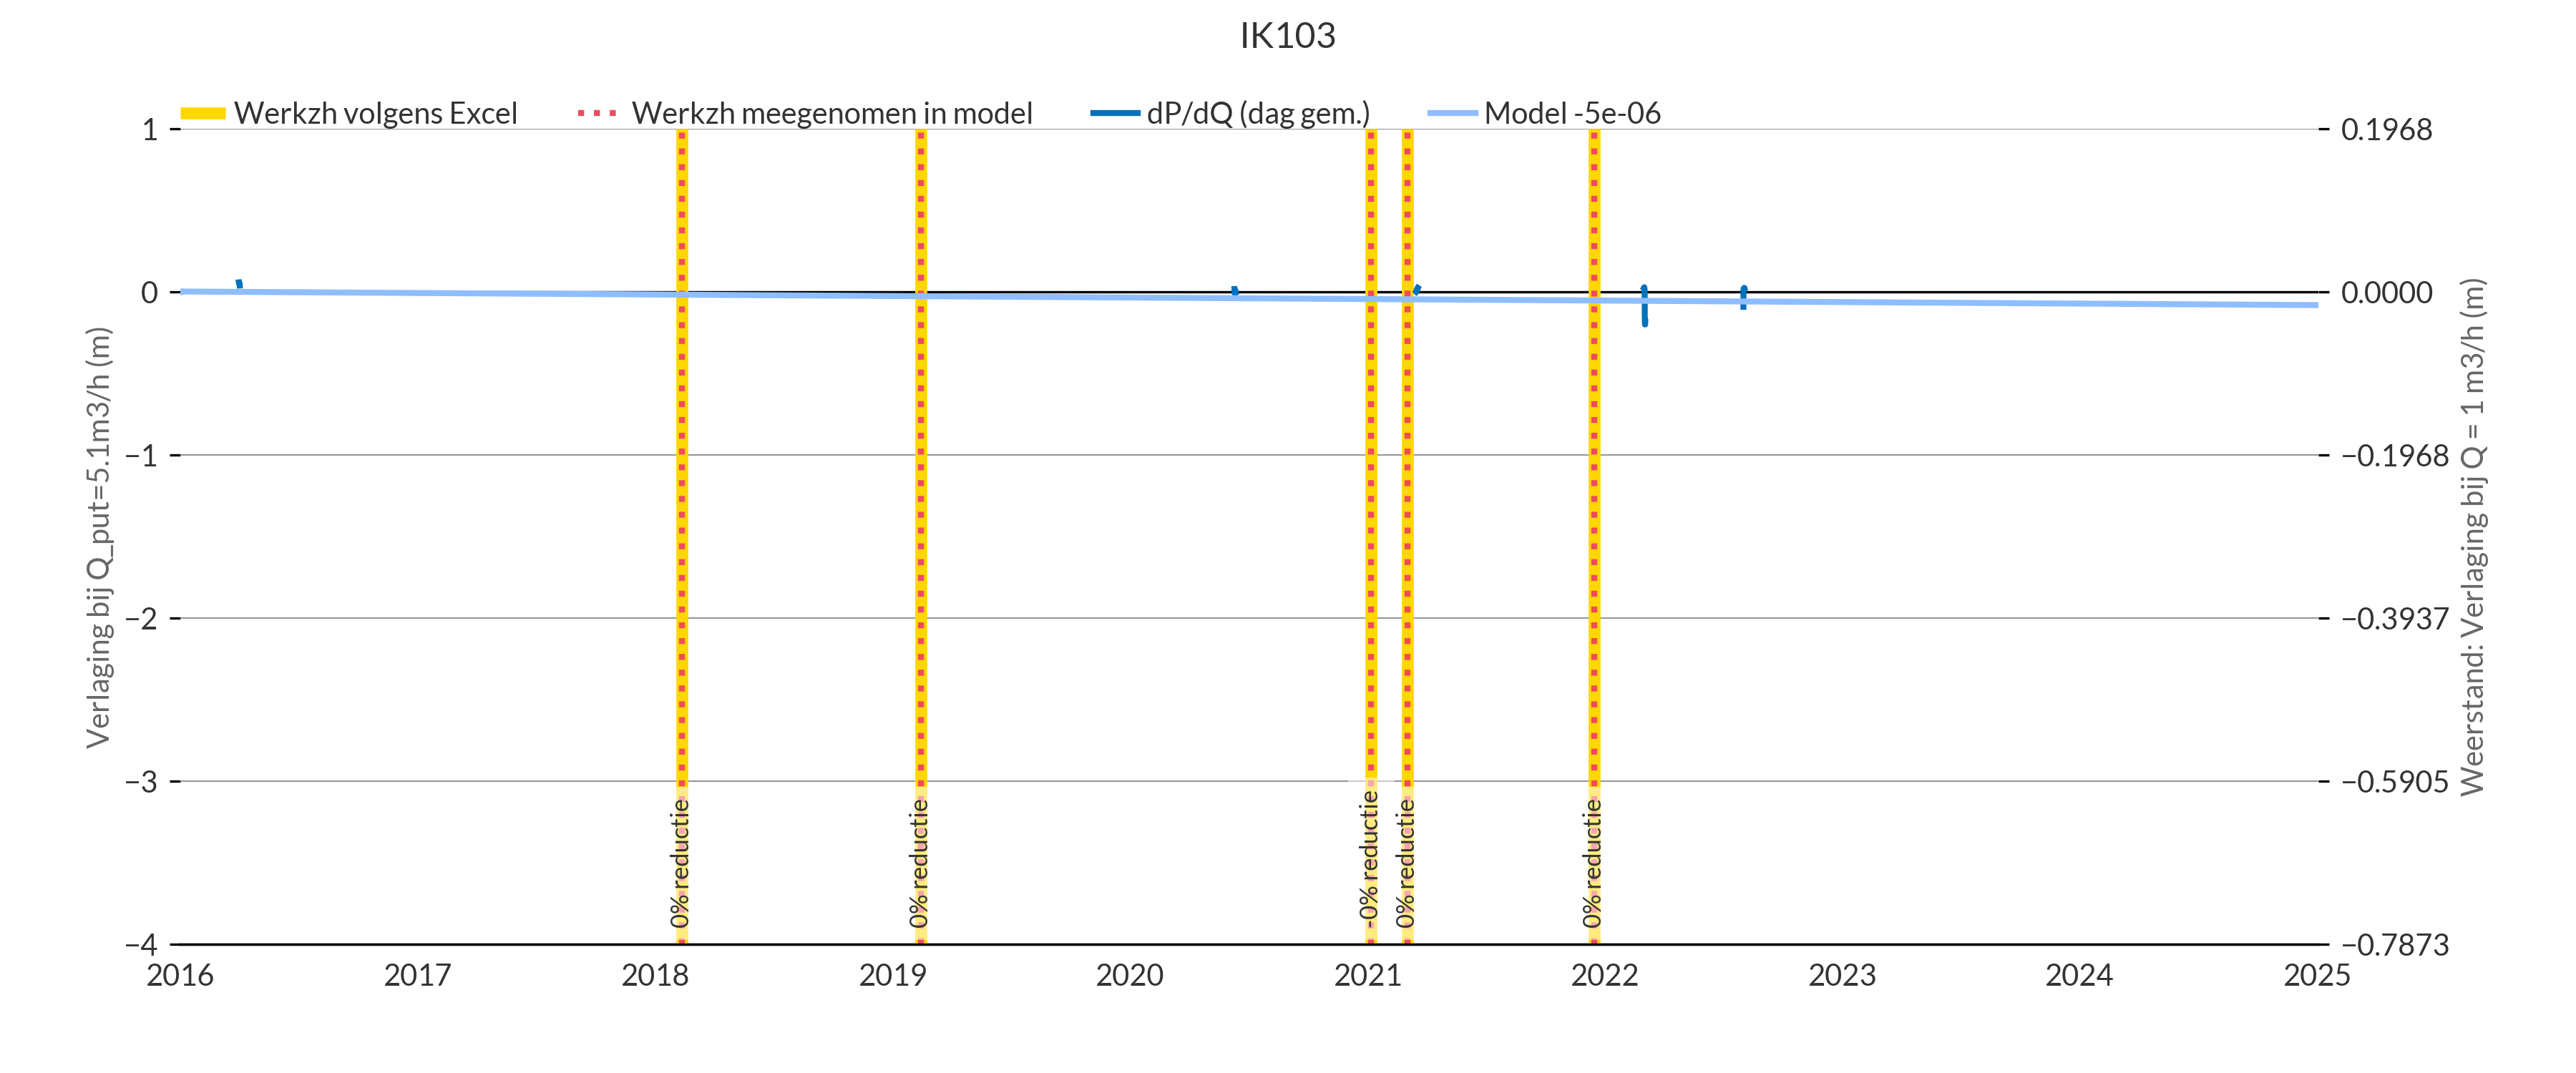 IK103
Werkzh volgens Excel
Werkzh meegenomen in model
dP/dQ (dag gem.)
Model -5e-06
Verlaging bij Q_put=5.1m3/h (m)
1
0
−1
−2
−3
−4
0.1968
0.0000
−0.1968
−0.3937
−0.5905
−0.7873
Weerstand: Verlaging bij Q = 1 m3/h (m)
0% reductie
0% reductie
-0% reductie
0% reductie
0% reductie
2016
2017
2018
2019
2020
2021
2022
2023
2024
2025